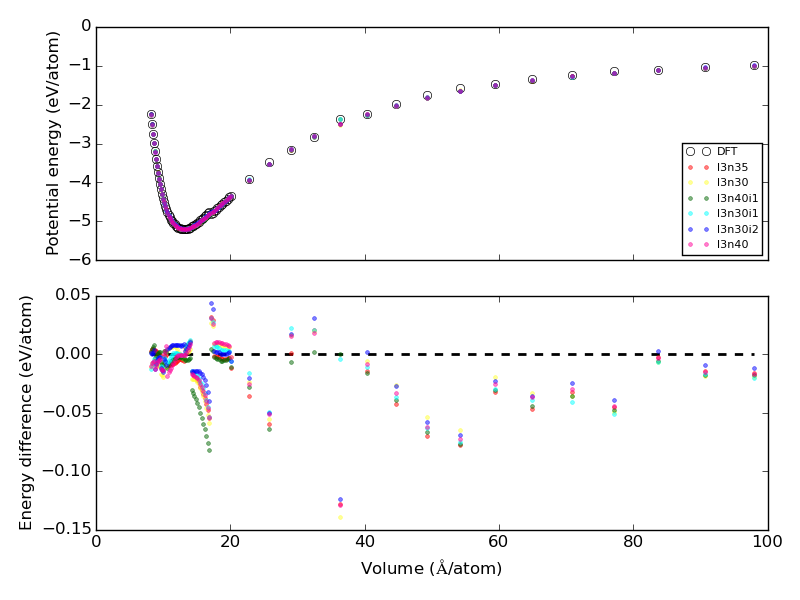 0
−1
−2
−3
−4
−5
−6
Potential energy (eV/atom)
DFT
l3n35
l3n30
l3n40i1
l3n30i1
l3n30i2
l3n40
0.05
0.00
−0.05
−0.10
−0.15
Energy difference (eV/atom)
0 20 40 60 80 100
Volume (Å/atom)